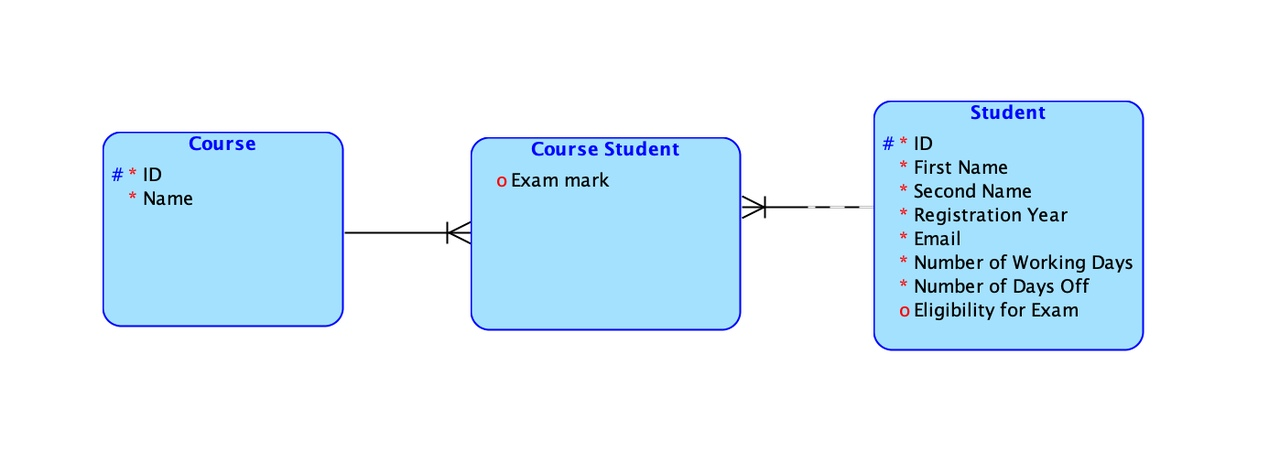 Course
# * ID
* Name
Course Student
o Exam mark
Student
# * ID
* First Name
* Second Name
* Registration Year
* Email
* Number of Working Days
* Number of Days Off
o Eligibility for Exam